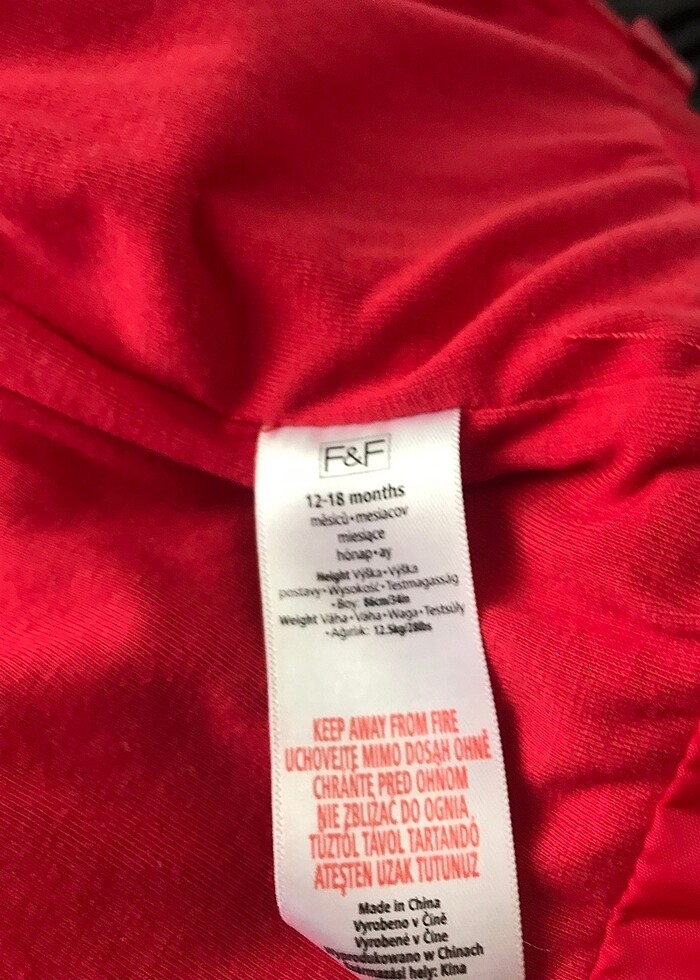 F&F
12-18 months
měsíců•mesiacov
miesiące
hónap•ay
Height Výška•Výška
postavy•Wysokość•Testmagasság
•Boy: 86cm/34in
Weight Váha•Váha•Waga•Testsúly
•Ağırlık: 12.5kg/28lbs
KEEP AWAY FROM FIRE
UCHOVEJTE MIMO DOSAH OHNĚ
CHRÁŇTE PRED OHŇOM
NIE ZBLIŻAĆ DO OGNIA
TŰZTŐL TÁVOL TARTANDÓ
ATEŞTEN UZAK TUTUNUZ
Made in China
Vyrobeno v Číně
Vyrobené v Číne
Wyprodukowano w Chinach
Származási hely: Kína